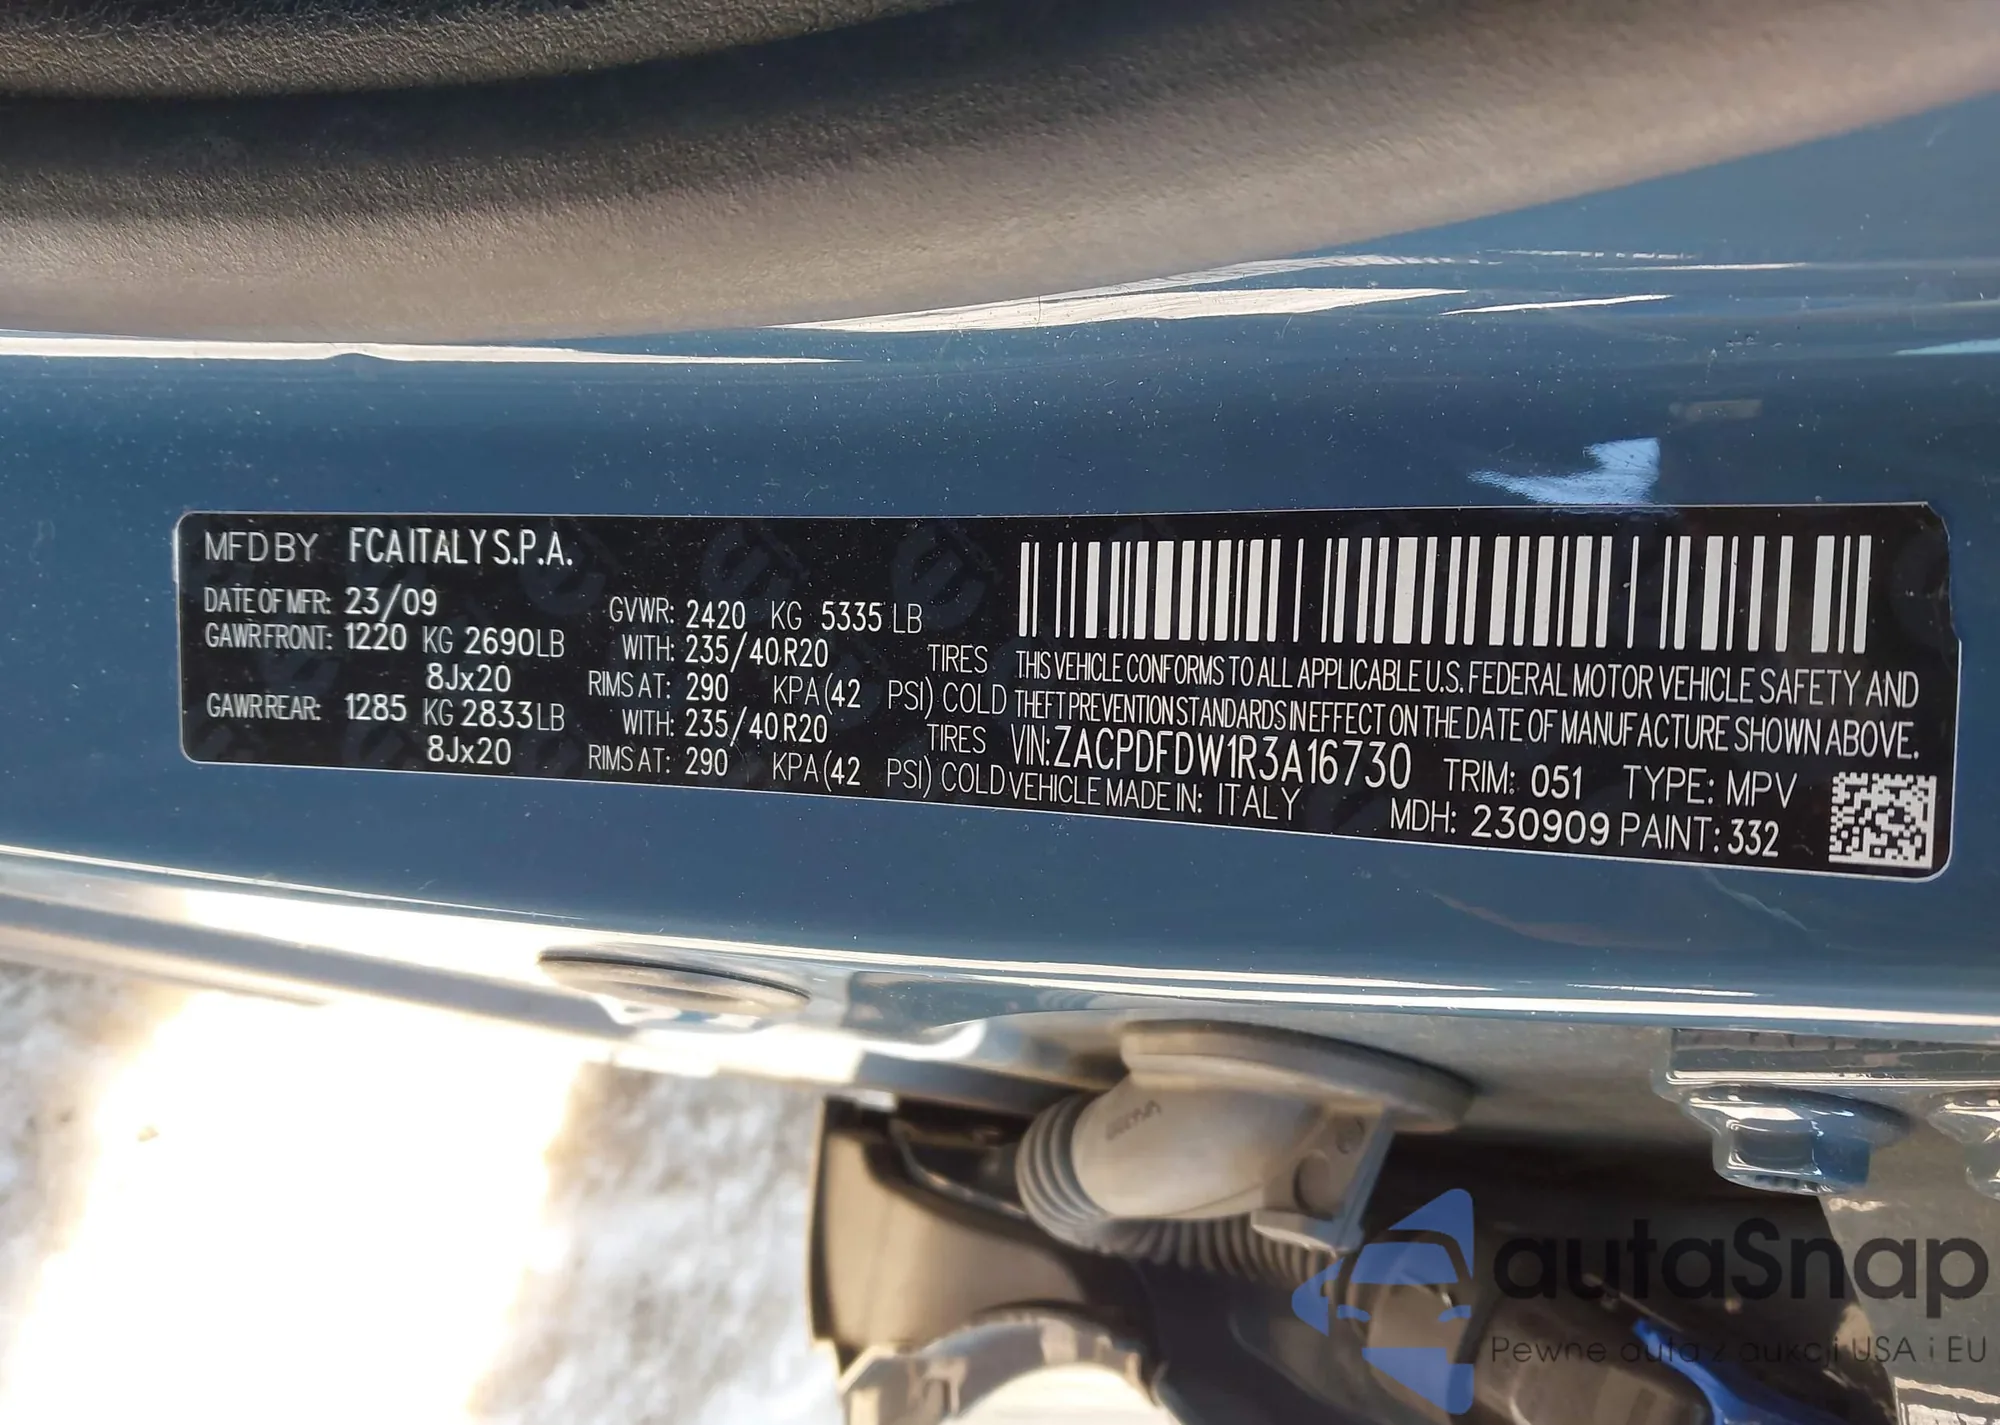 MFD BY FCA ITALY S.P.A.
DATE OF MFR: 23/09 GVWR: 2420 KG 5335 LB
GAWR FRONT: 1220 KG 2690 LB WITH: 235/40 R20 TIRES
8Jx20 RIMS AT: 290 KPA (42 PSI) COLD
GAWR REAR: 1285 KG 2833 LB WITH: 235/40 R20 TIRES
8Jx20 RIMS AT: 290 KPA (42 PSI) COLD
THIS VEHICLE CONFORMS TO ALL APPLICABLE U.S. FEDERAL MOTOR VEHICLE SAFETY AND
THEFT PREVENTION STANDARDS IN EFFECT ON THE DATE OF MANUFACTURE SHOWN ABOVE.
VIN: ZACPDFDW1R3A16730 TRIM: 051 TYPE: MPV
VEHICLE MADE IN: ITALY MDH: 230909 PAINT: 332
autaSnap
Pewne auta z aukcji USA i EU